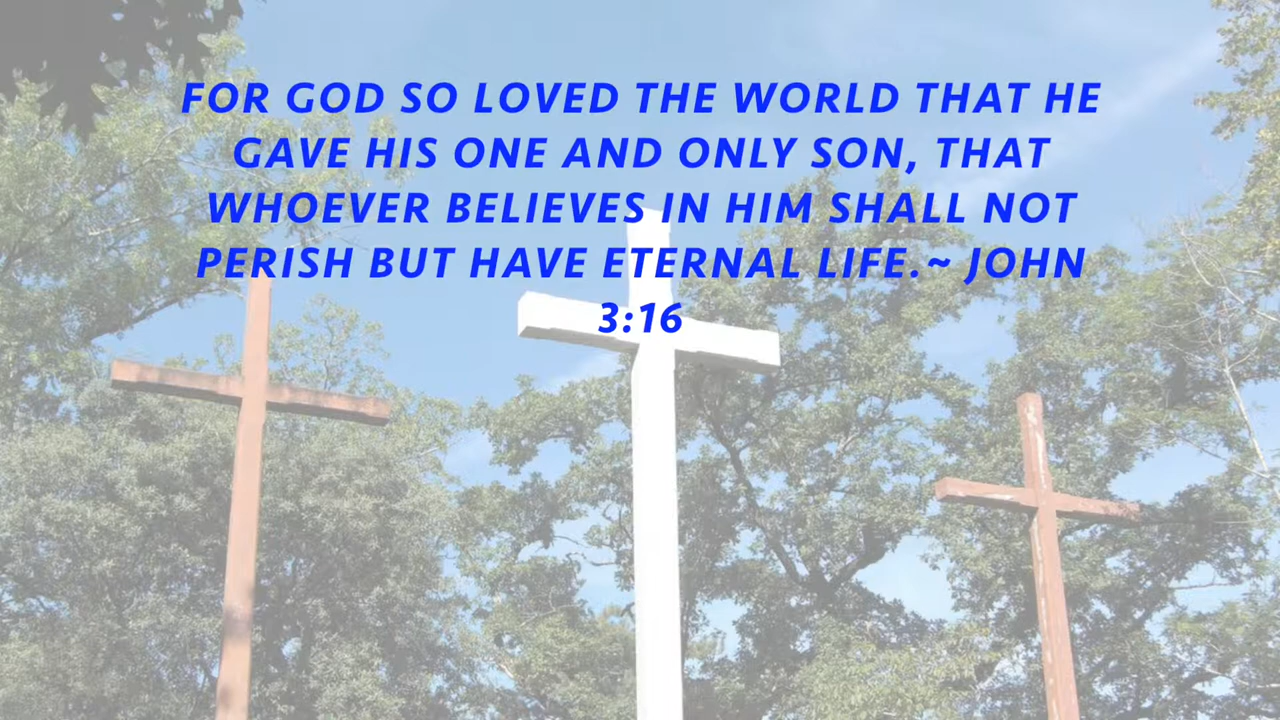 FOR GOD SO LOVED THE WORLD THAT HE
GAVE HIS ONE AND ONLY SON, THAT
WHOEVER BELIEVES IN HIM SHALL NOT
PERISH BUT HAVE ETERNAL LIFE.~ JOHN
3:16